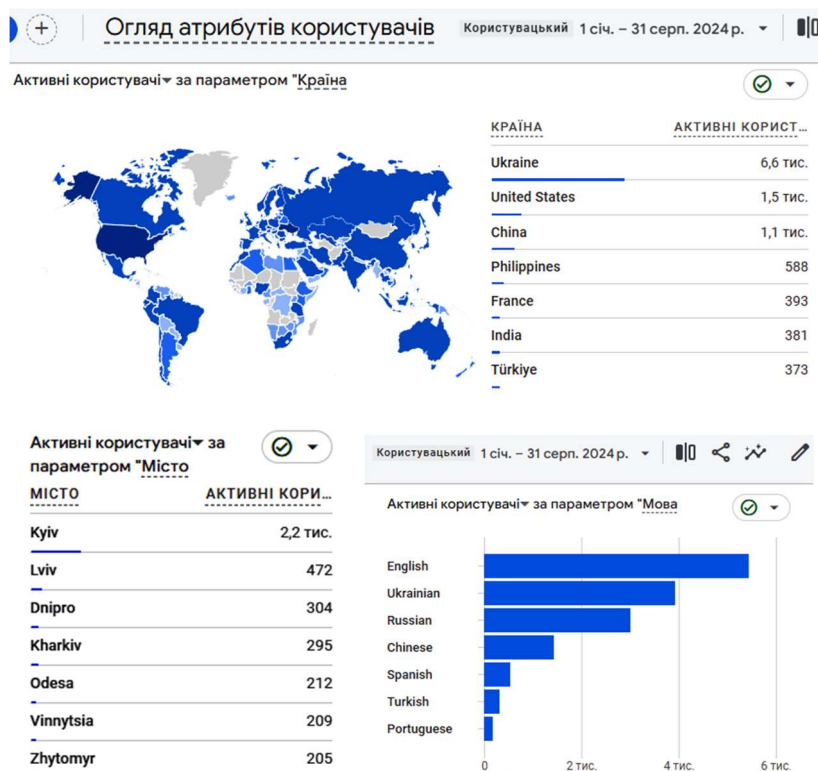 Огляд атрибутів користувачів Користувацький 1 січ. – 31 серп. 2024 р.
Активні користувачі за параметром "Країна
КРАЇНА АКТИВНІ КОРИСТ...
Ukraine 6,6 тис.
United States 1,5 тис.
China 1,1 тис.
Philippines 588
France 393
India 381
Türkiye 373
Активні користувачі за
параметром "Місто
МІСТО АКТИВНІ КОРИ...
Kyiv 2,2 тис.
Lviv 472
Dnipro 304
Kharkiv 295
Odesa 212
Vinnytsia 209
Zhytomyr 205
Користувацький 1 січ. – 31 серп. 2024 р.
Активні користувачі за параметром "Мова
English
Ukrainian
Russian
Chinese
Spanish
Turkish
Portuguese
0 2 тис. 4 тис. 6 тис.